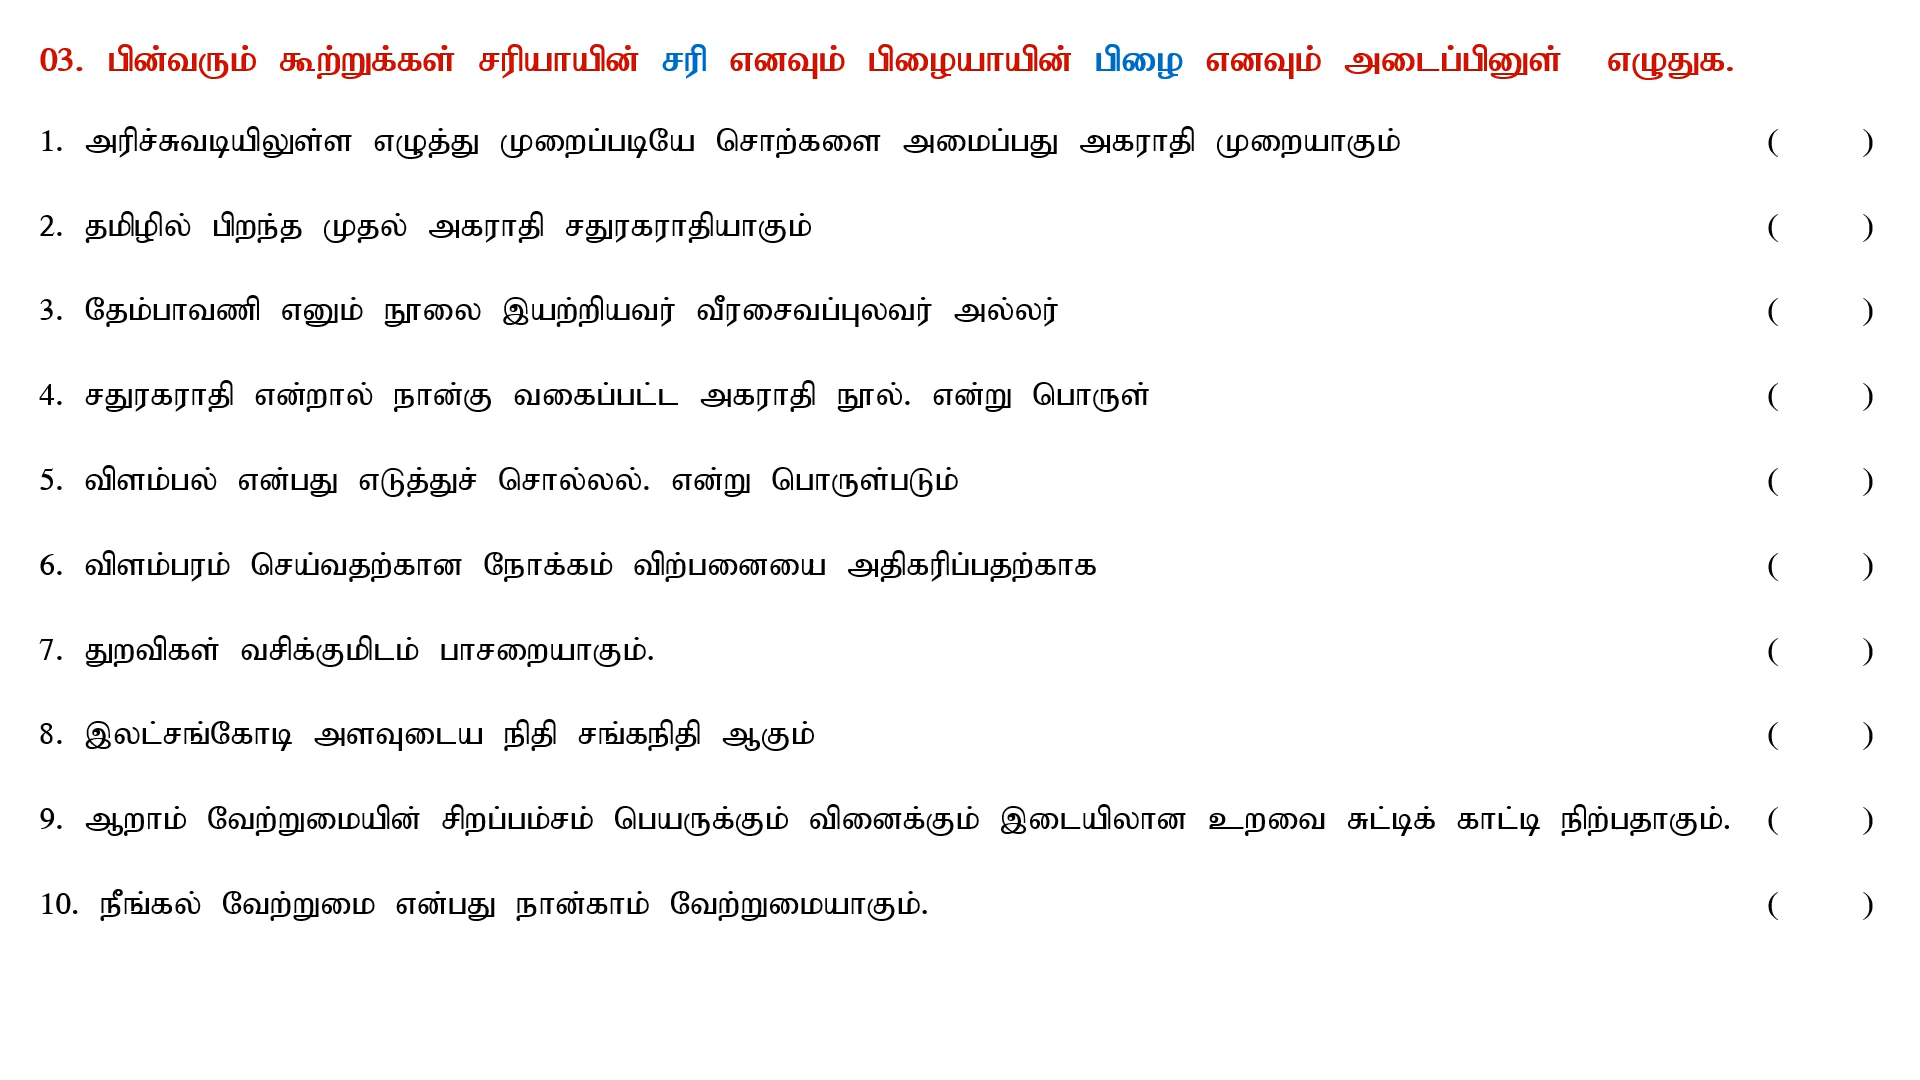 03. பின்வரும் கூற்றுக்கள் சரியாயின் சரி எனவும் பிழையாயின் பிழை எனவும் அடைப்பினுள் எழுதுக.
1. அரிச்சுவடியிலுள்ள எழுத்து முறைப்படியே சொற்களை அமைப்பது அகராதி முறையாகும் ( )
2. தமிழில் பிறந்த முதல் அகராதி சதுரகராதியாகும் ( )
3. தேம்பாவணி எனும் நூலை இயற்றியவர் வீரசைவப்புலவர் அல்லர் ( )
4. சதுரகராதி என்றால் நான்கு வகைப்பட்ட அகராதி நூல். என்று பொருள் ( )
5. விளம்பல் என்பது எடுத்துச் சொல்லல். என்று பொருள்படும் ( )
6. விளம்பரம் செய்வதற்கான நோக்கம் விற்பனையை அதிகரிப்பதற்காக ( )
7. துறவிகள் வசிக்குமிடம் பாசறையாகும். ( )
8. இலட்சங்கோடி அளவுடைய நிதி சங்கநிதி ஆகும் ( )
9. ஆறாம் வேற்றுமையின் சிறப்பம்சம் பெயருக்கும் வினைக்கும் இடையிலான உறவை சுட்டிக் காட்டி நிற்பதாகும். ( )
10. நீங்கல் வேற்றுமை என்பது நான்காம் வேற்றுமையாகும். ( )